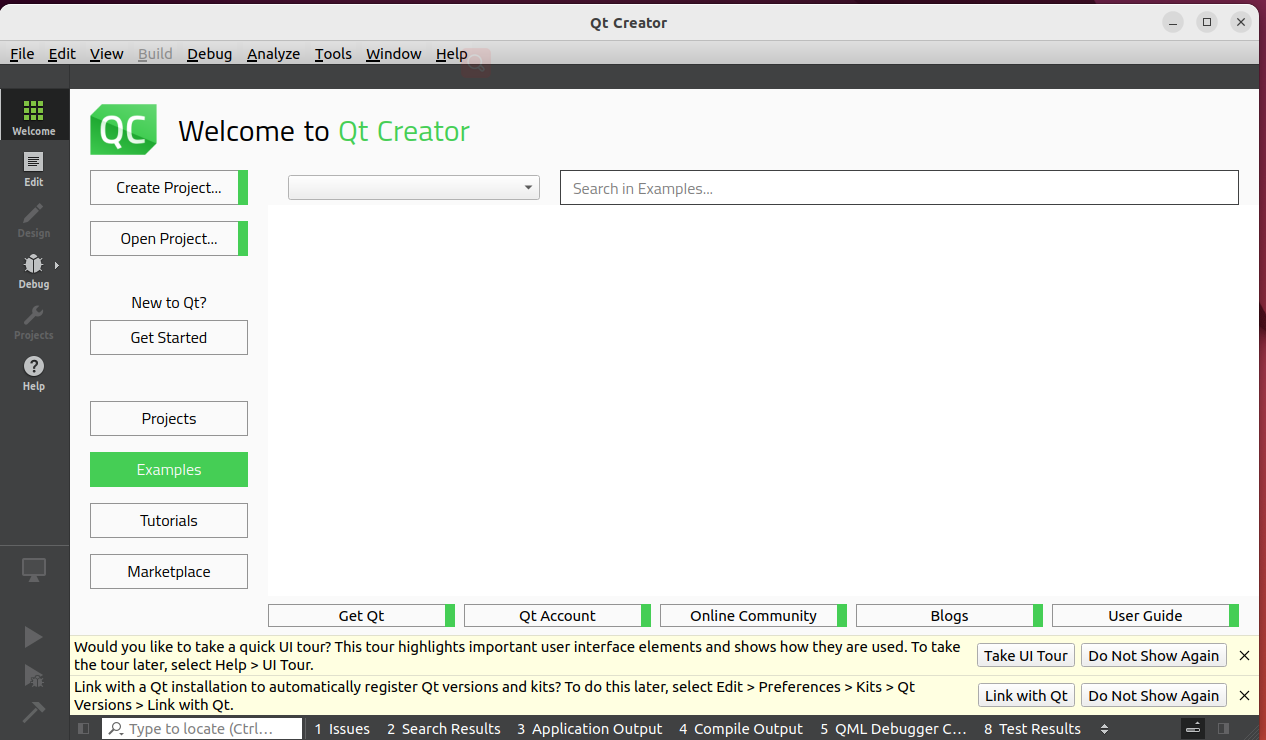 Qt Creator
File Edit View Build Debug Analyze Tools Window Help
Welcome
Edit
Design
Debug
Projects
Help
QC
Welcome to Qt Creator
Create Project...
Search in Examples...
Open Project...
New to Qt?
Get Started
Projects
Examples
Tutorials
Marketplace
Get Qt
Qt Account
Online Community
Blogs
User Guide
Would you like to take a quick UI tour? This tour highlights important user interface elements and shows how they are used. To take
the tour later, select Help > UI Tour.
Take UI Tour
Do Not Show Again
Link with a Qt installation to automatically register Qt versions and kits? To do this later, select Edit > Preferences > Kits > Qt
Versions > Link with Qt.
Link with Qt
Do Not Show Again
Type to locate (Ctrl...
1 Issues
2 Search Results
3 Application Output
4 Compile Output
5 QML Debugger C...
8 Test Results